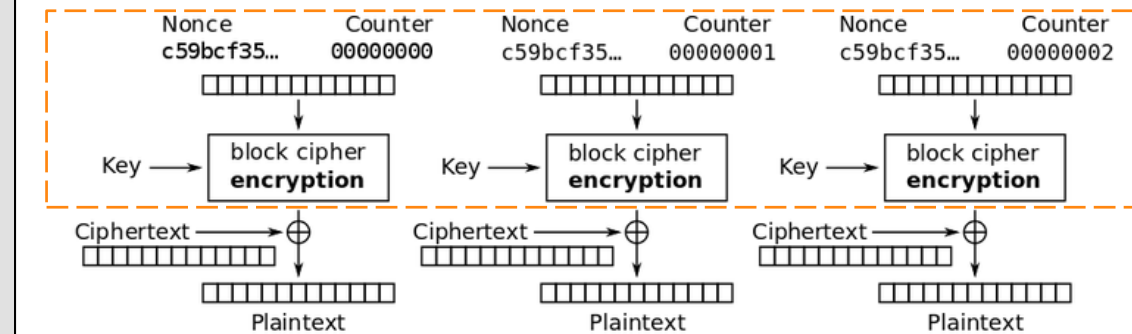 Nonce Counter Nonce Counter Nonce Counter
c59bcf35… 00000000 c59bcf35… 00000001 c59bcf35… 00000002
Key block cipher encryption Key block cipher encryption Key block cipher encryption
Ciphertext Ciphertext Ciphertext
Plaintext Plaintext Plaintext